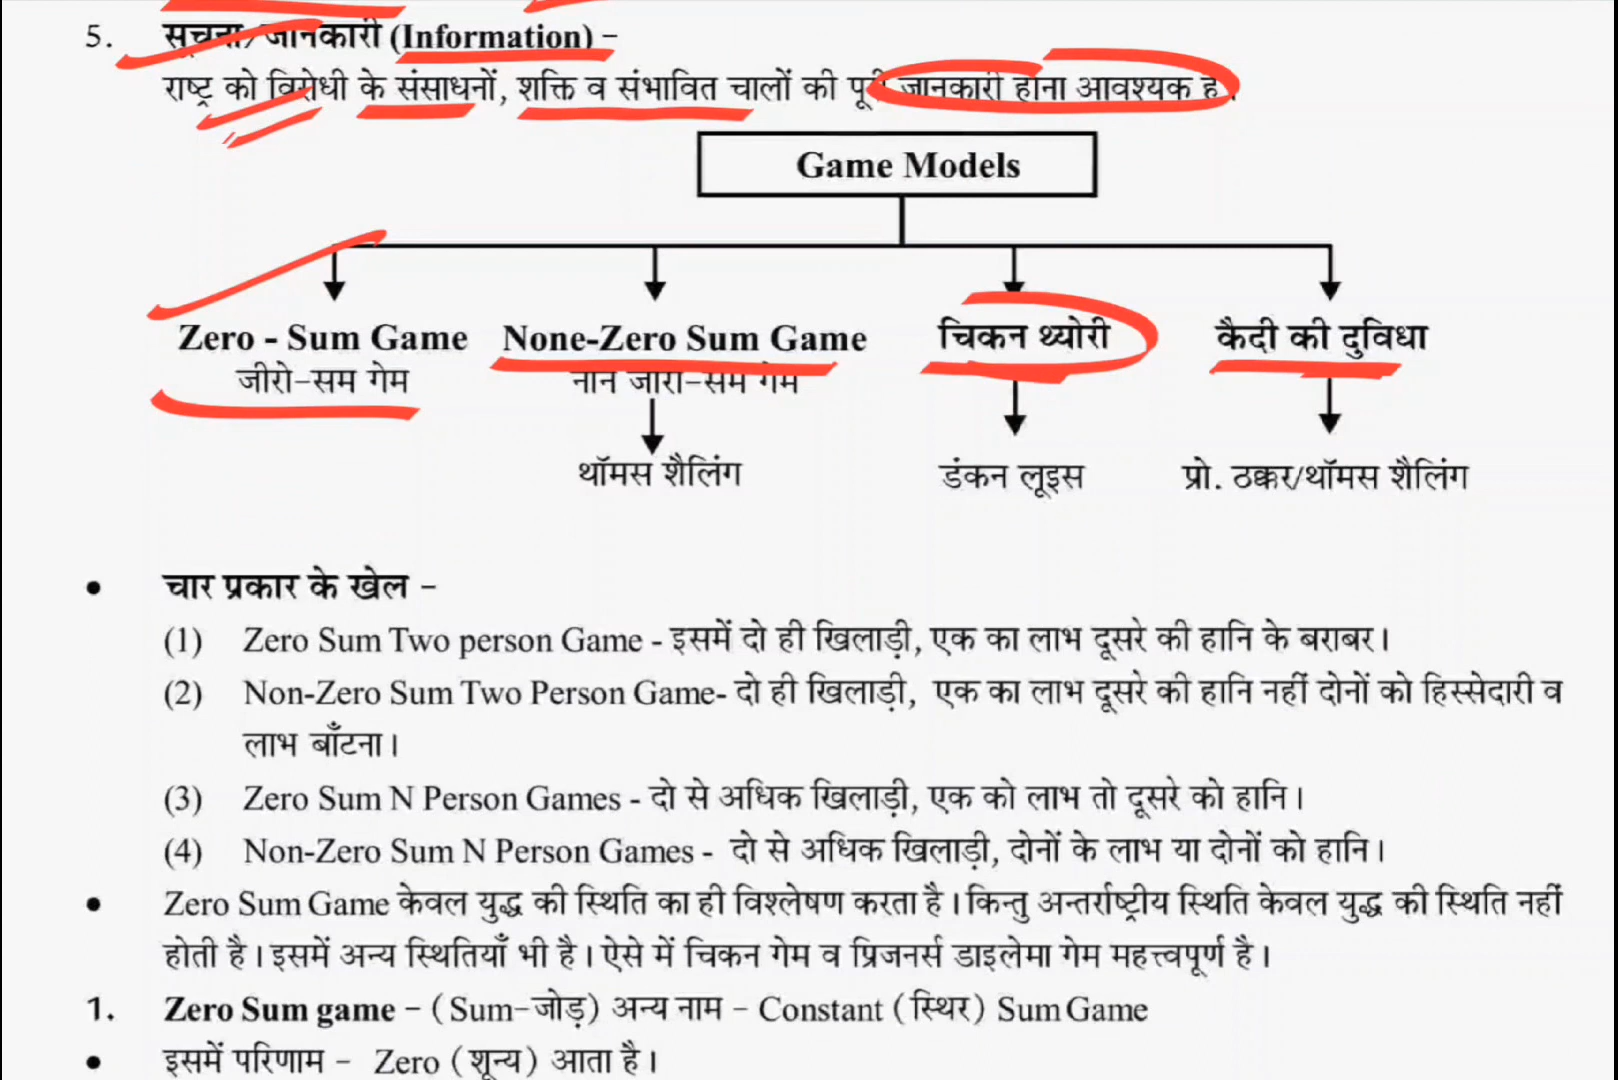 5. सूचना/जानकारी (Information) –
राष्ट्र को विरोधी के संसाधनों, शक्ति व संभावित चालों की पूरी जानकारी होना आवश्यक है।
Game Models
Zero - Sum Game None-Zero Sum Game चिकन थ्योरी कैदी की दुविधा
जीरो-सम गेम नॉन जीरो-सम गेम
थॉमस शैलिंग डंकन लूइस प्रो. ठक्कर/थॉमस शैलिंग
• चार प्रकार के खेल –
(1) Zero Sum Two person Game - इसमें दो ही खिलाड़ी, एक का लाभ दूसरे की हानि के बराबर।
(2) Non-Zero Sum Two Person Game- दो ही खिलाड़ी, एक का लाभ दूसरे की हानि नहीं दोनों को हिस्सेदारी व
लाभ बाँटना।
(3) Zero Sum N Person Games - दो से अधिक खिलाड़ी, एक को लाभ तो दूसरे को हानि।
(4) Non-Zero Sum N Person Games - दो से अधिक खिलाड़ी, दोनों के लाभ या दोनों को हानि।
• Zero Sum Game केवल युद्ध की स्थिति का ही विश्लेषण करता है। किन्तु अन्तर्राष्ट्रीय स्थिति केवल युद्ध की स्थिति नहीं
होती है। इसमें अन्य स्थितियाँ भी है। ऐसे में चिकन गेम व प्रिजनर्स डाइलेमा गेम महत्त्वपूर्ण है।
1. Zero Sum game – (Sum-जोड़) अन्य नाम – Constant (स्थिर) Sum Game
• इसमें परिणाम – Zero (शून्य) आता है।